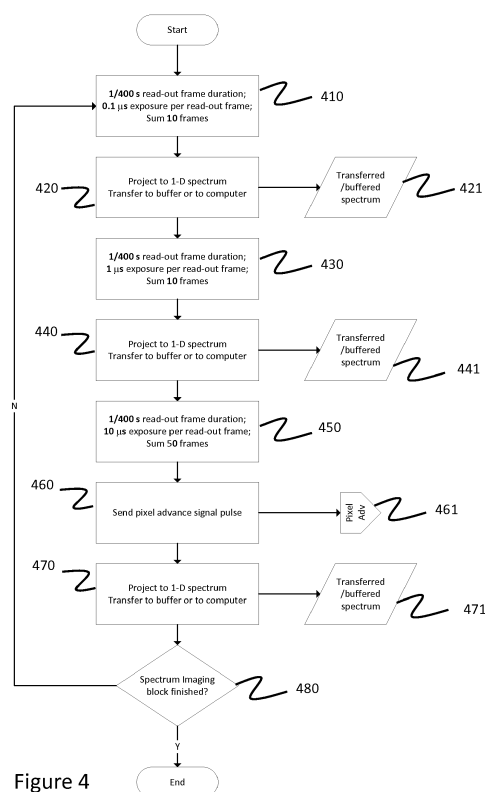 Start
1/400 s read-out frame duration;
0.1 µs exposure per read-out frame;
Sum 10 frames
410
Project to 1-D spectrum
Transfer to buffer or to computer
420
Transferred
/buffered
spectrum
421
1/400 s read-out frame duration;
1 µs exposure per read-out frame;
Sum 10 frames
430
Project to 1-D spectrum
Transfer to buffer or to computer
440
Transferred
/buffered
spectrum
441
N
1/400 s read-out frame duration;
10 µs exposure per read-out frame;
Sum 50 frames
450
460
Send pixel advance signal pulse
Pixel
Adv
461
470
Project to 1-D spectrum
Transfer to buffer or to computer
Transferred
/buffered
spectrum
471
Spectrum Imaging
block finished?
480
Y
End
Figure 4